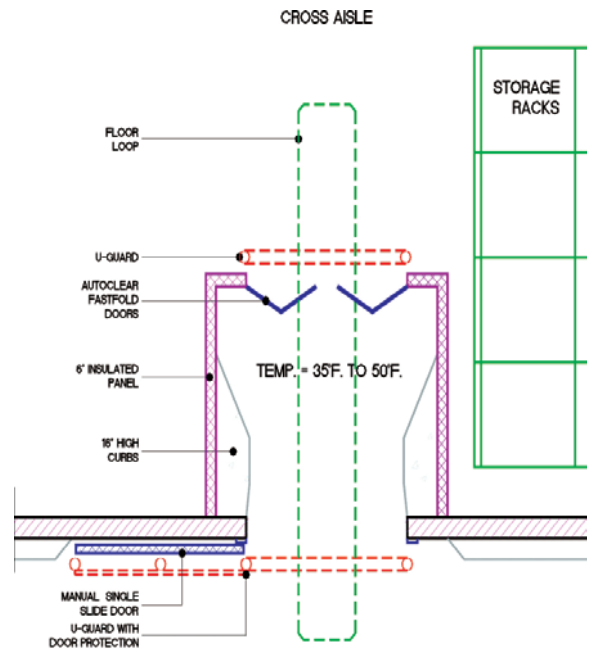 CROSS AISLE
STORAGE
RACKS
FLOOR
LOOP
U-GUARD
AUTOCLEAR
FASTFOLD
DOORS
6" INSULATED
PANEL
TEMP. = 35°F. TO 50°F.
16" HIGH
CURBS
MANUAL SINGLE
SLIDE DOOR
U-GUARD WITH
DOOR PROTECTION